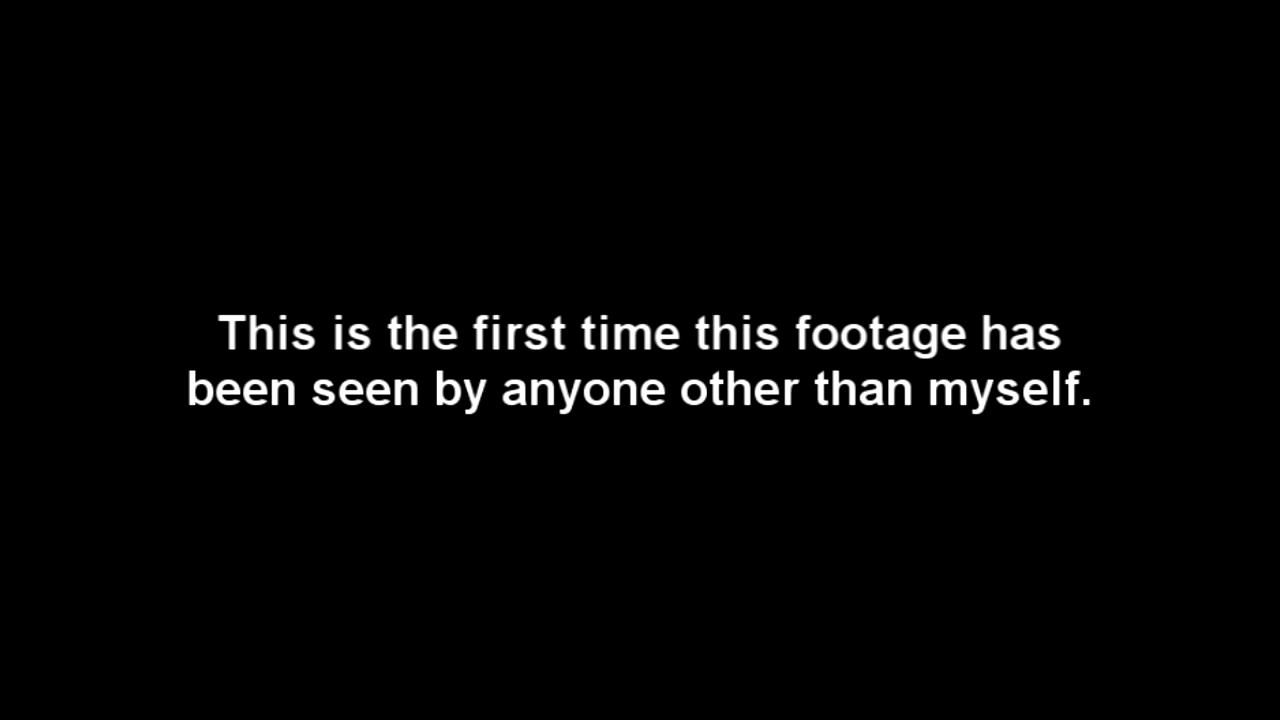 This is the first time this footage has
been seen by anyone other than myself.